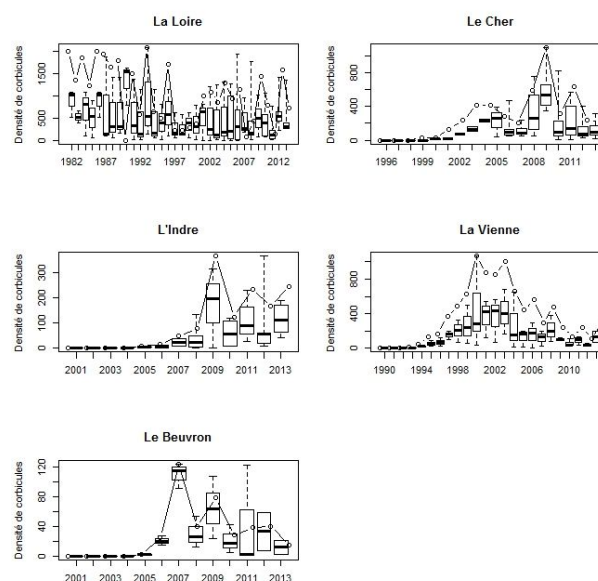 La Loire
Densité de corbicules
0 500 1500
1982 1987 1992 1997 2002 2007 2012
Le Cher
Densité de corbicules
0 400 800
1996 1999 2002 2005 2008 2011
L'Indre
Densité de corbicules
0 100 200 300
2001 2003 2005 2007 2009 2011 2013
La Vienne
Densité de corbicules
0 400 800
1990 1994 1998 2002 2006 2010
Le Beuvron
Densité de corbicules
0 40 80 120
2001 2003 2005 2007 2009 2011 2013